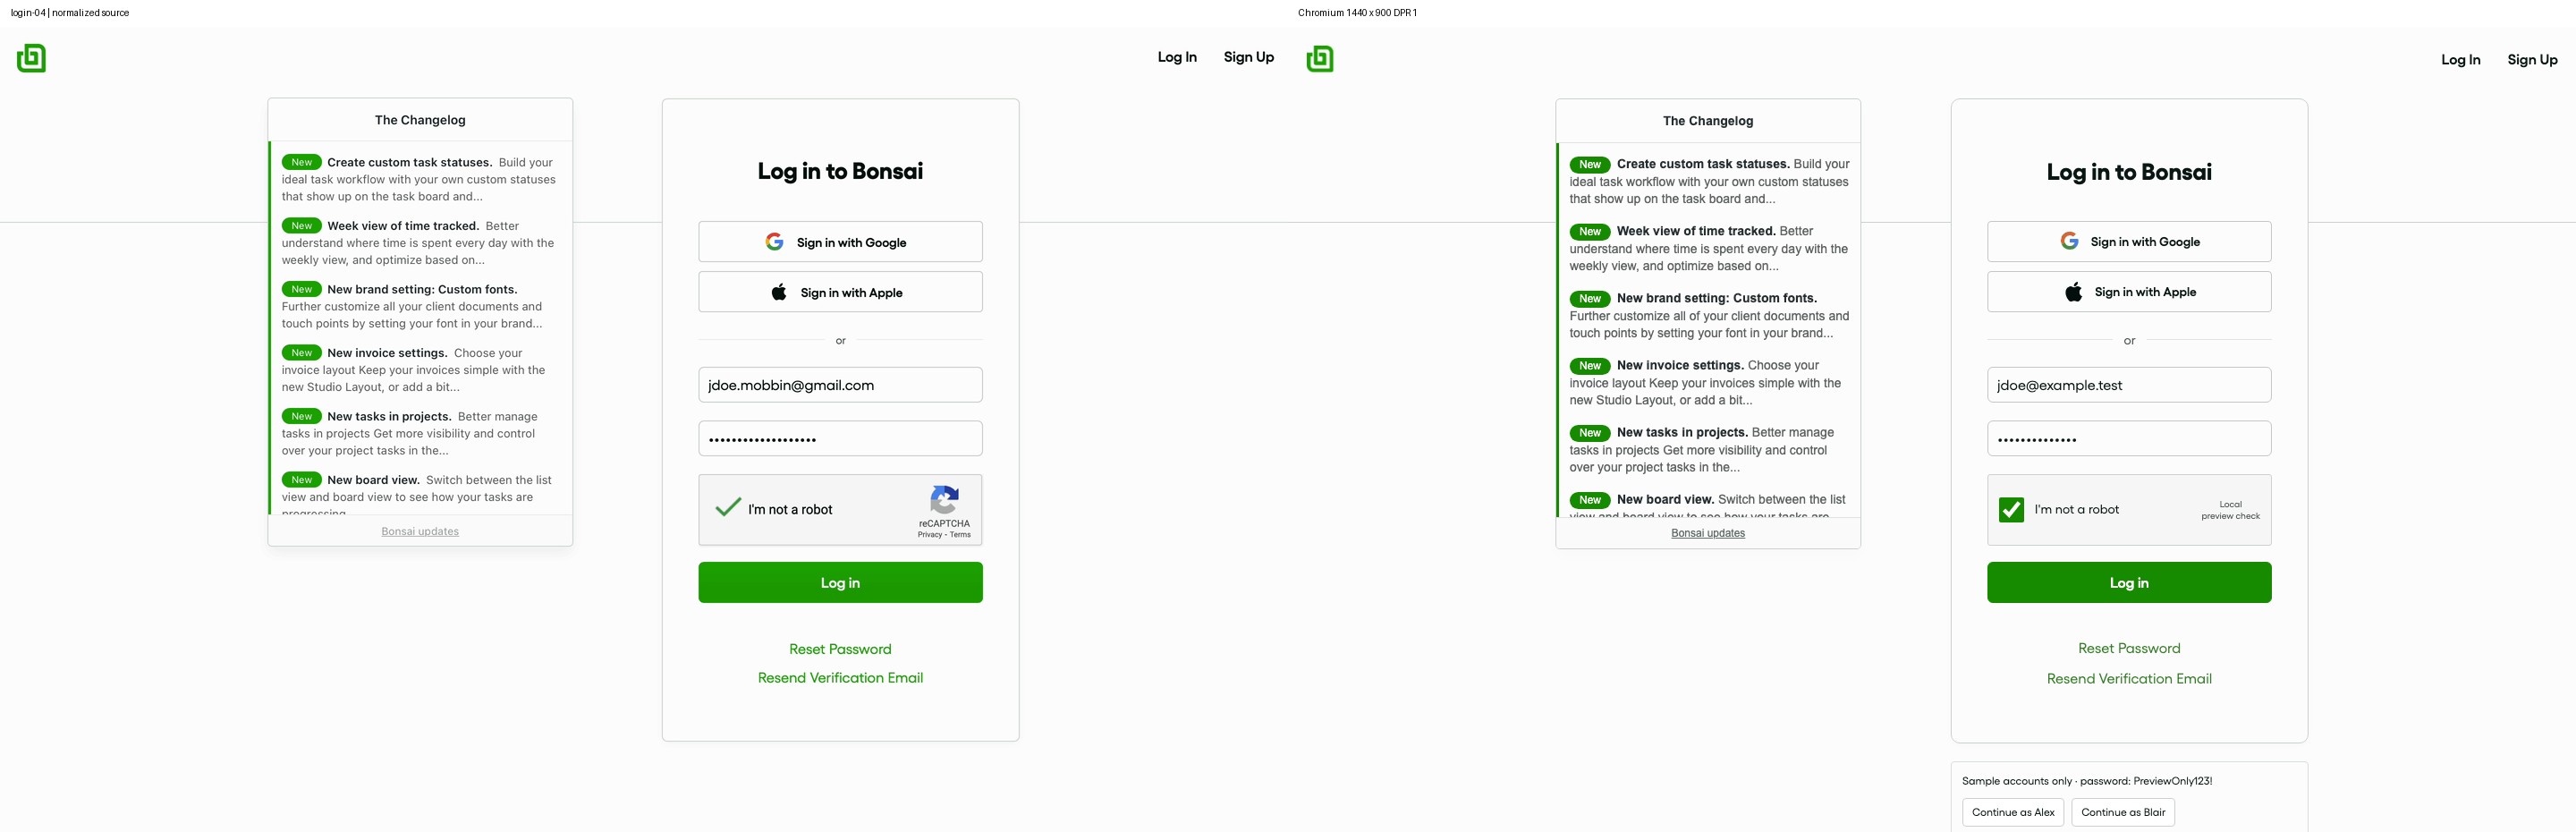 login-04 | normalized source
Chromium 1440 x 900 DPR 1
Log In
Sign Up
The Changelog
New Create custom task statuses. Build your
ideal task workflow with your own custom statuses
that show up on the task board and...
New Week view of time tracked. Better
understand where time is spent every day with the
weekly view, and optimize based on...
New New brand setting: Custom fonts.
Further customize all your client documents and
touch points by setting your font in your brand...
New New invoice settings. Choose your
invoice layout Keep your invoices simple with the
new Studio Layout, or add a bit...
New New tasks in projects. Better manage
tasks in projects Get more visibility and control
over your project tasks in the...
New New board view. Switch between the list
view and board view to see how your tasks are
progressing
Bonsai updates
Log in to Bonsai
Sign in with Google
Sign in with Apple
or
jdoe.mobbin@gmail.com
I'm not a robot
reCAPTCHA
Privacy - Terms
Log in
Reset Password
Resend Verification Email
Log In
Sign Up
The Changelog
New Create custom task statuses. Build your
ideal task workflow with your own custom statuses
that show up on the task board and...
New Week view of time tracked. Better
understand where time is spent every day with the
weekly view, and optimize based on...
New New brand setting: Custom fonts.
Further customize all of your client documents and
touch points by setting your font in your brand...
New New invoice settings. Choose your
invoice layout Keep your invoices simple with the
new Studio Layout, or add a bit...
New New tasks in projects. Better manage
tasks in projects Get more visibility and control
over your project tasks in the...
New New board view. Switch between the list
view and board view to see how your tasks are
Bonsai updates
Log in to Bonsai
Sign in with Google
Sign in with Apple
or
jdoe@example.test
I'm not a robot
Local
preview check
Log in
Reset Password
Resend Verification Email
Sample accounts only · password: PreviewOnly123!
Continue as Alex
Continue as Blair